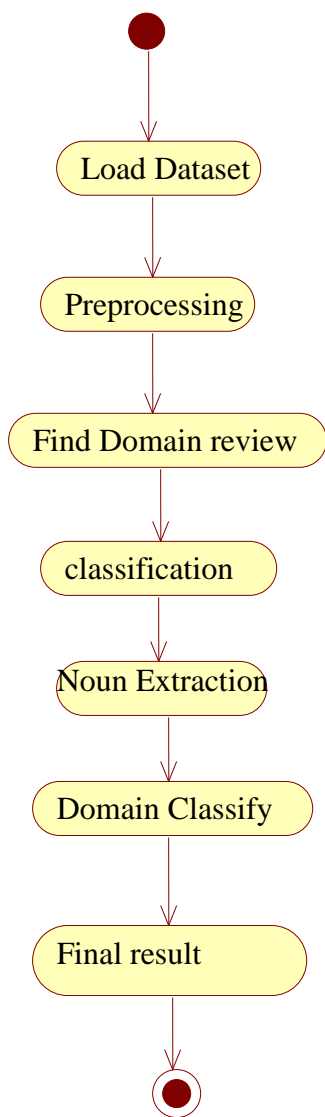 Load Dataset
Preprocessing
Find Domain review
classification
Noun Extraction
Domain Classify
Final result